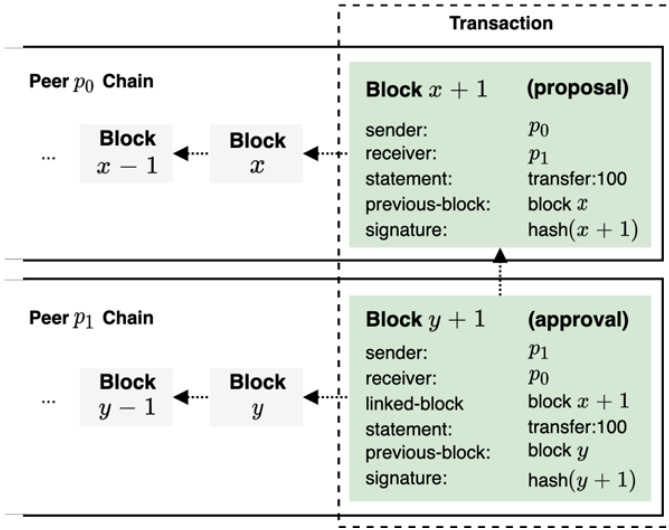 Transaction
Peer p₀ Chain
... Block x − 1 Block x
Block x + 1 (proposal)
sender: p₀
receiver: p₁
statement: transfer:100
previous-block: block x
signature: hash(x + 1)
Peer p₁ Chain
... Block y − 1 Block y
Block y + 1 (approval)
sender: p₁
receiver: p₀
linked-block block x + 1
statement: transfer:100
previous-block: block y
signature: hash(y + 1)